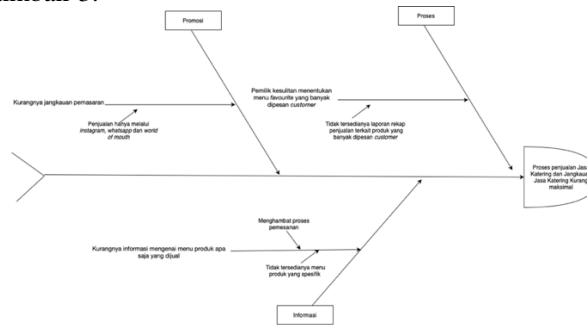 Promosi
Proses
Kurangnya jangkauan pemasaran
Penjualan hanya melalui
instagram, whatsapp dan world
of mouth
Pemilik kesulitan menentukan
menu favourite yang banyak
dipesan customer
Tidak tersedianya laporan rekap
penjualan terkait produk yang
banyak dipesan customer
Proses penjualan Jasa
Katering dan Jangkauan
Jasa Katering Kurang
maksimal
Menghambat proses
pemesanan
Kurangnya informasi mengenai menu produk apa
saja yang dijual
Tidak tersedianya menu
produk yang spesifik
Informasi